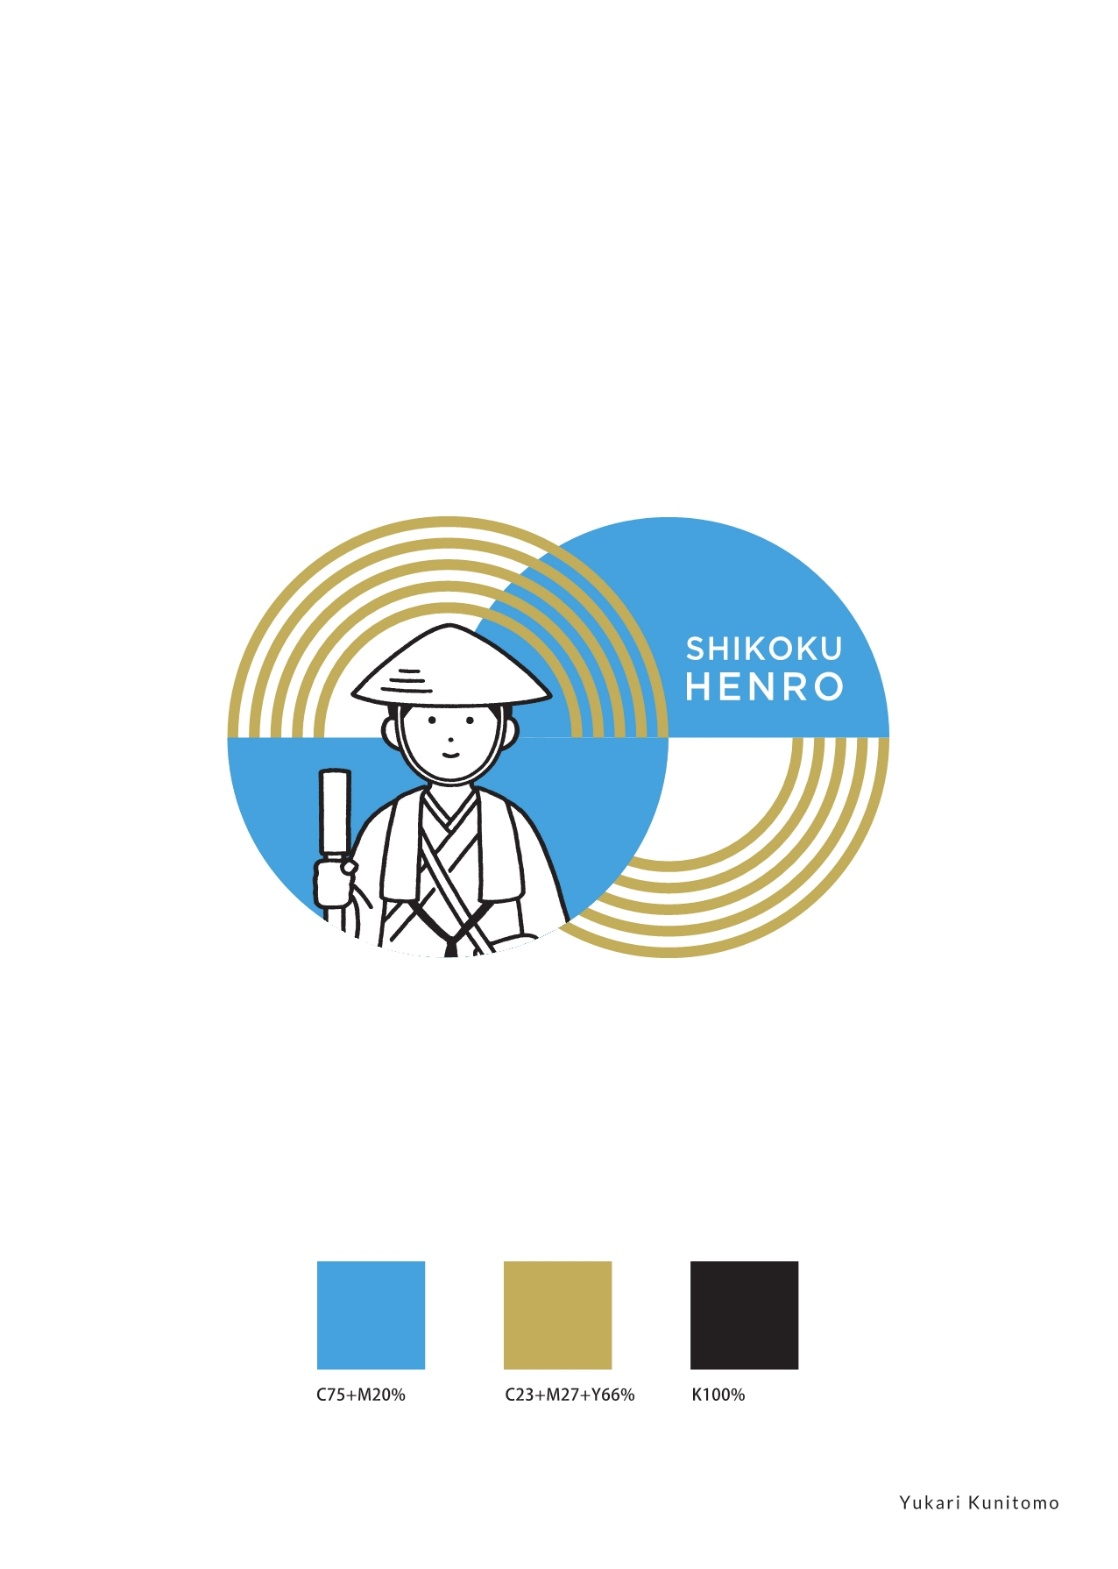 SHIKOKU
HENRO
C75+M20%
C23+M27+Y66%
K100%
Yukari Kunitomo